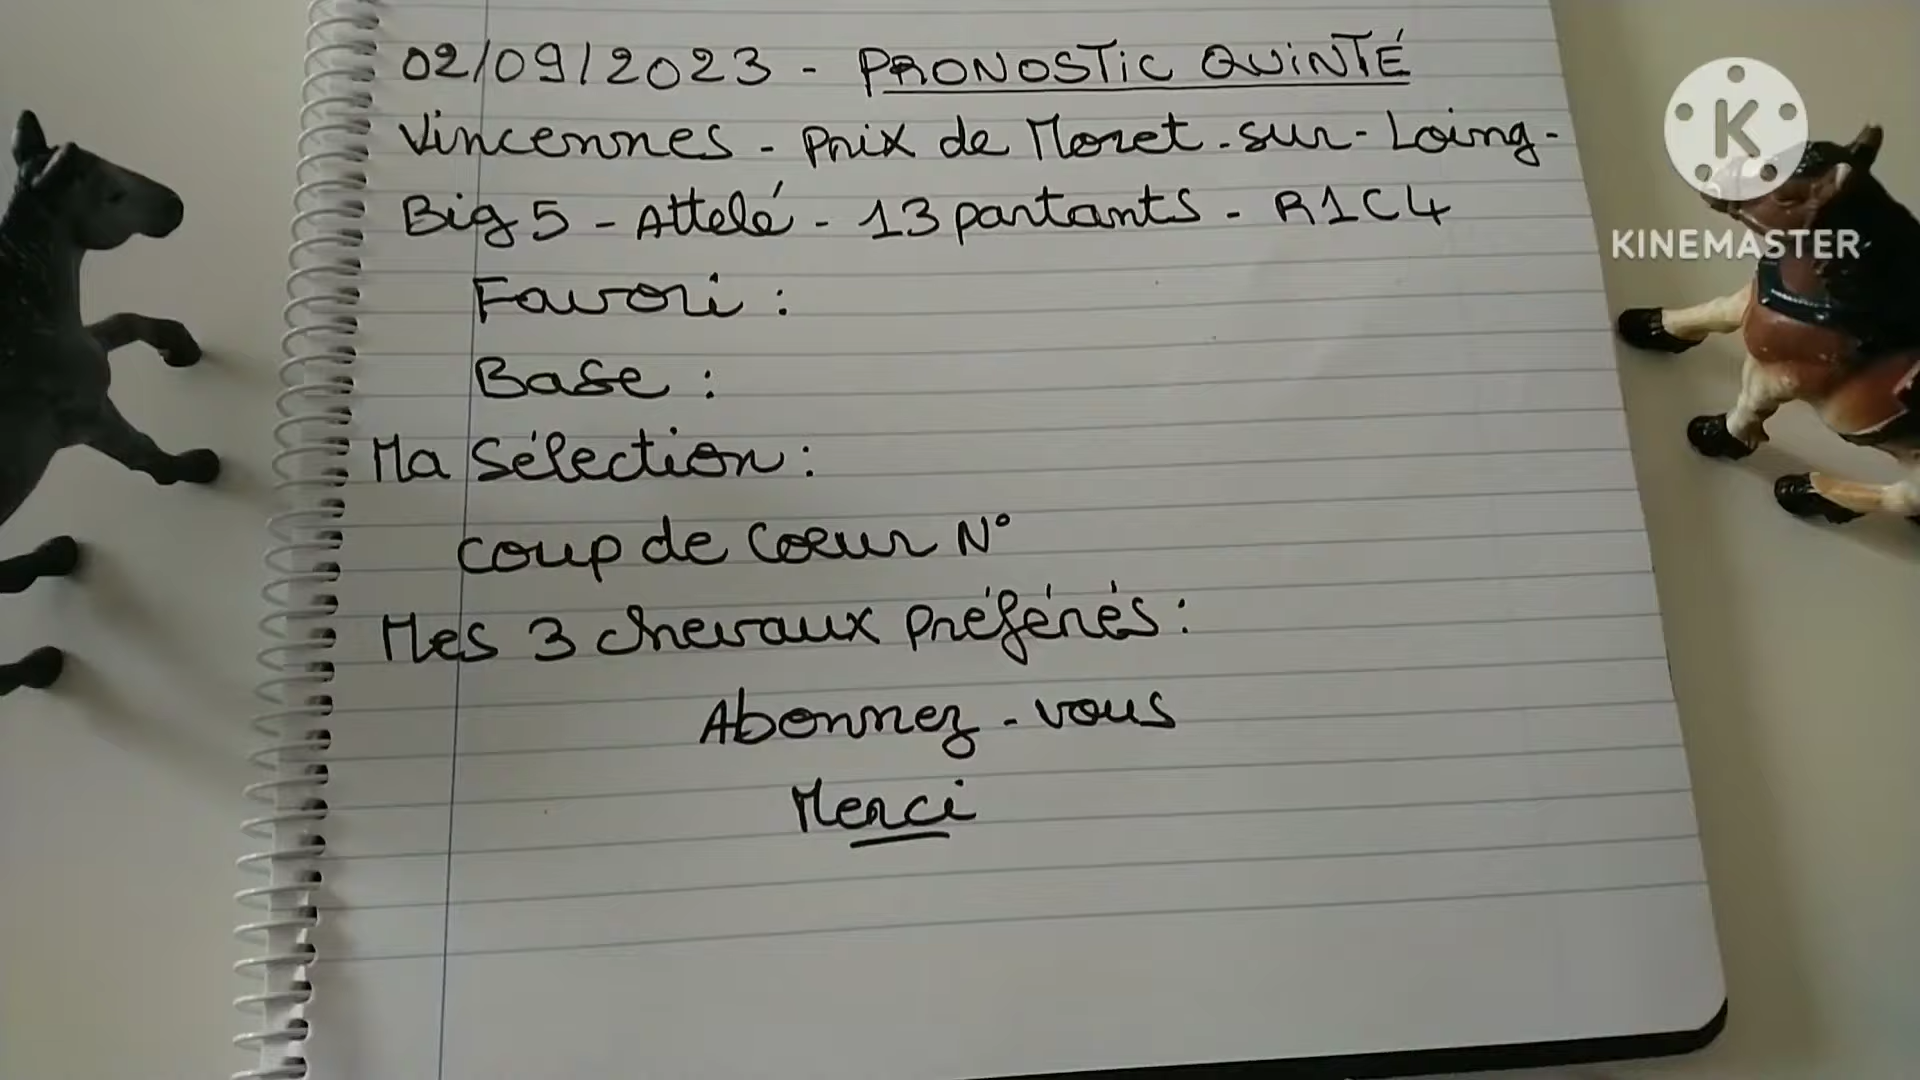 02/09/2023 - PRONOSTIC QUINTÉ
Vincennes - Prix de Moret-sur-Loing-
Big 5 - Attelé - 13 partants - R1C4
Favori :
Base :
Ma Sélection :
Coup de Coeur N°
Mes 3 chevaux préférés :
Abonnez-vous
Merci
K
KINEMASTER